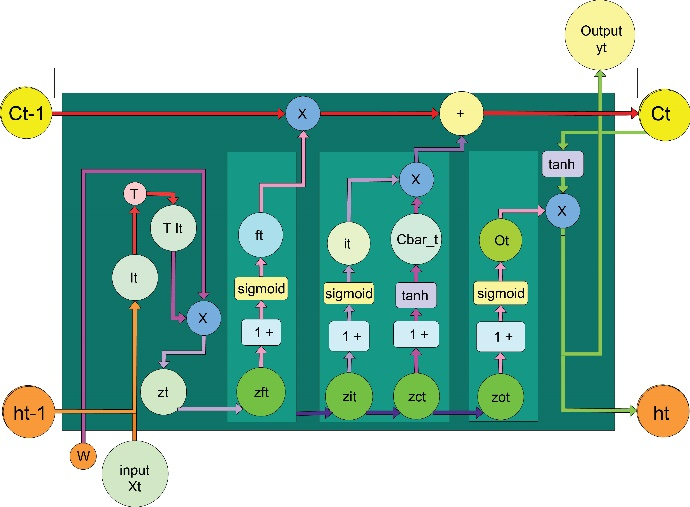 Output
yt
Ct-1
X
+
Ct
tanh
T
T It
ft
X
it
Cbar_t
Ot
X
It
sigmoid
sigmoid
tanh
sigmoid
X
1 +
1 +
1 +
1 +
zt
zft
zit
zct
zot
ht-1
ht
W
input
Xt